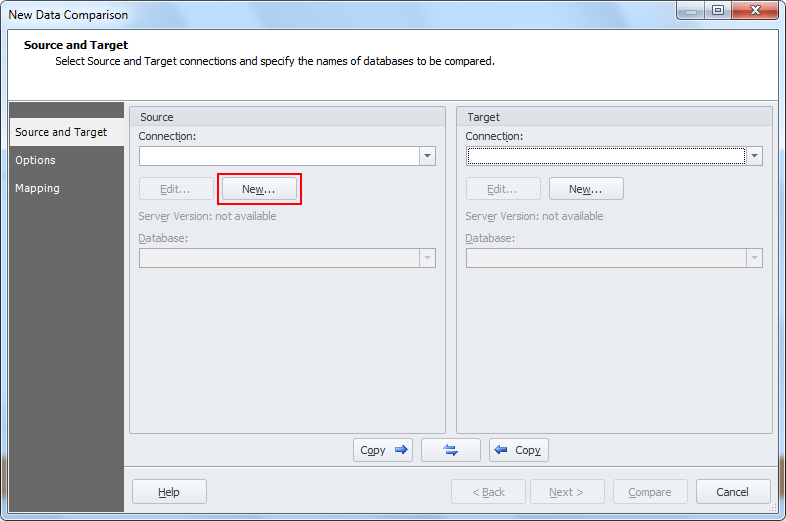 New Data Comparison
Source and Target
Select Source and Target connections and specify the names of databases to be compared.
Source and Target
Options
Mapping
Source
Connection:
Edit...
New...
Server Version: not available
Database:
Target
Connection:
Edit...
New...
Server Version: not available
Database:
Copy
Copy
Help
< Back
Next >
Compare
Cancel